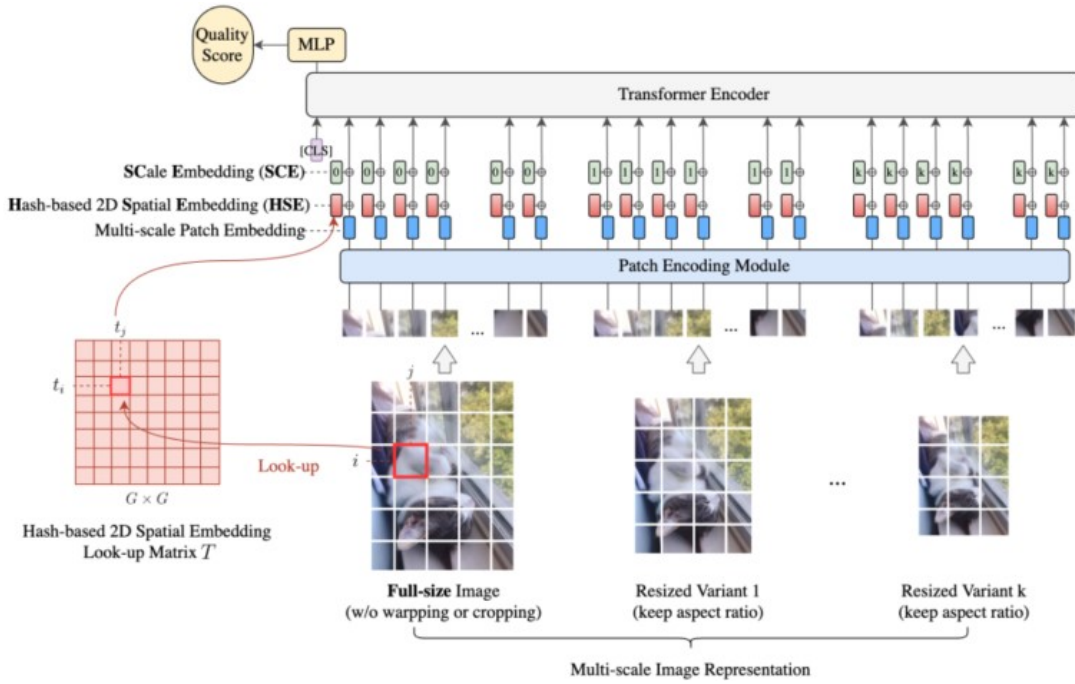 Quality
Score
MLP
Transformer Encoder
[CLS]
SCale Embedding (SCE)
0 0 0 0 0 0 1 1 1 1 1 1 k k k k k k
Hash-based 2D Spatial Embedding (HSE)
Multi-scale Patch Embedding
Patch Encoding Module
... ... ...
t_j
t_i
j
i
Look-up
G × G
Hash-based 2D Spatial Embedding
Look-up Matrix T
...
Full-size Image
(w/o warpping or cropping)
Resized Variant 1
(keep aspect ratio)
Resized Variant k
(keep aspect ratio)
Multi-scale Image Representation